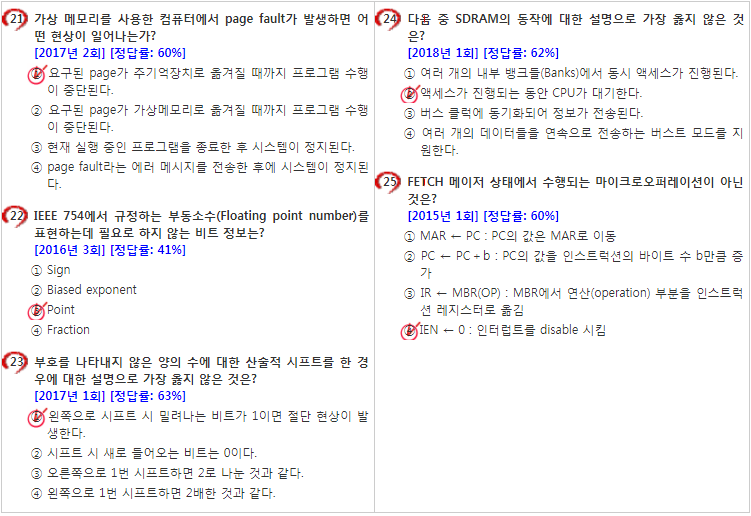 21 가상 메모리를 사용한 컴퓨터에서 page fault가 발생하면 어
떤 현상이 일어나는가?
[2017년 2회] [정답률: 60%]
① 요구된 page가 주기억장치로 옮겨질 때까지 프로그램 수행
이 중단된다.
② 요구된 page가 가상메모리로 옮겨질 때까지 프로그램 수행
이 중단된다.
③ 현재 실행 중인 프로그램을 종료한 후 시스템이 정지된다.
④ page fault라는 에러 메시지를 전송한 후에 시스템이 정지된
다.
22 IEEE 754에서 규정하는 부동소수(Floating point number)를
표현하는데 필요로 하지 않는 비트 정보는?
[2016년 3회] [정답률: 41%]
① Sign
② Biased exponent
③ Point
④ Fraction
23 부호를 나타내지 않은 양의 수에 대한 산술적 시프트를 한 경
우에 대한 설명으로 가장 옳지 않은 것은?
[2017년 1회] [정답률: 63%]
① 왼쪽으로 시프트 시 밀려나는 비트가 1이면 절단 현상이 발
생한다.
② 시프트 시 새로 들어오는 비트는 0이다.
③ 오른쪽으로 1번 시프트하면 2로 나눈 것과 같다.
④ 왼쪽으로 1번 시프트하면 2배한 것과 같다.
24 다음 중 SDRAM의 동작에 대한 설명으로 가장 옳지 않은 것
은?
[2018년 1회] [정답률: 62%]
① 여러 개의 내부 뱅크들(Banks)에서 동시 액세스가 진행된다.
② 액세스가 진행되는 동안 CPU가 대기한다.
③ 버스 클럭에 동기화되어 정보가 전송된다.
④ 여러 개의 데이터들을 연속으로 전송하는 버스트 모드를 지
원한다.
25 FETCH 메이저 상태에서 수행되는 마이크로오퍼레이션이 아닌
것은?
[2015년 1회] [정답률: 60%]
① MAR ← PC : PC의 값은 MAR로 이동
② PC ← PC + b : PC의 값을 인스트럭션의 바이트 수 b만큼 증
가
③ IR ← MBR(OP) : MBR에서 연산(operation) 부분을 인스트럭
션 레지스터로 옮김
④ IEN ← 0 : 인터럽트를 disable 시킴